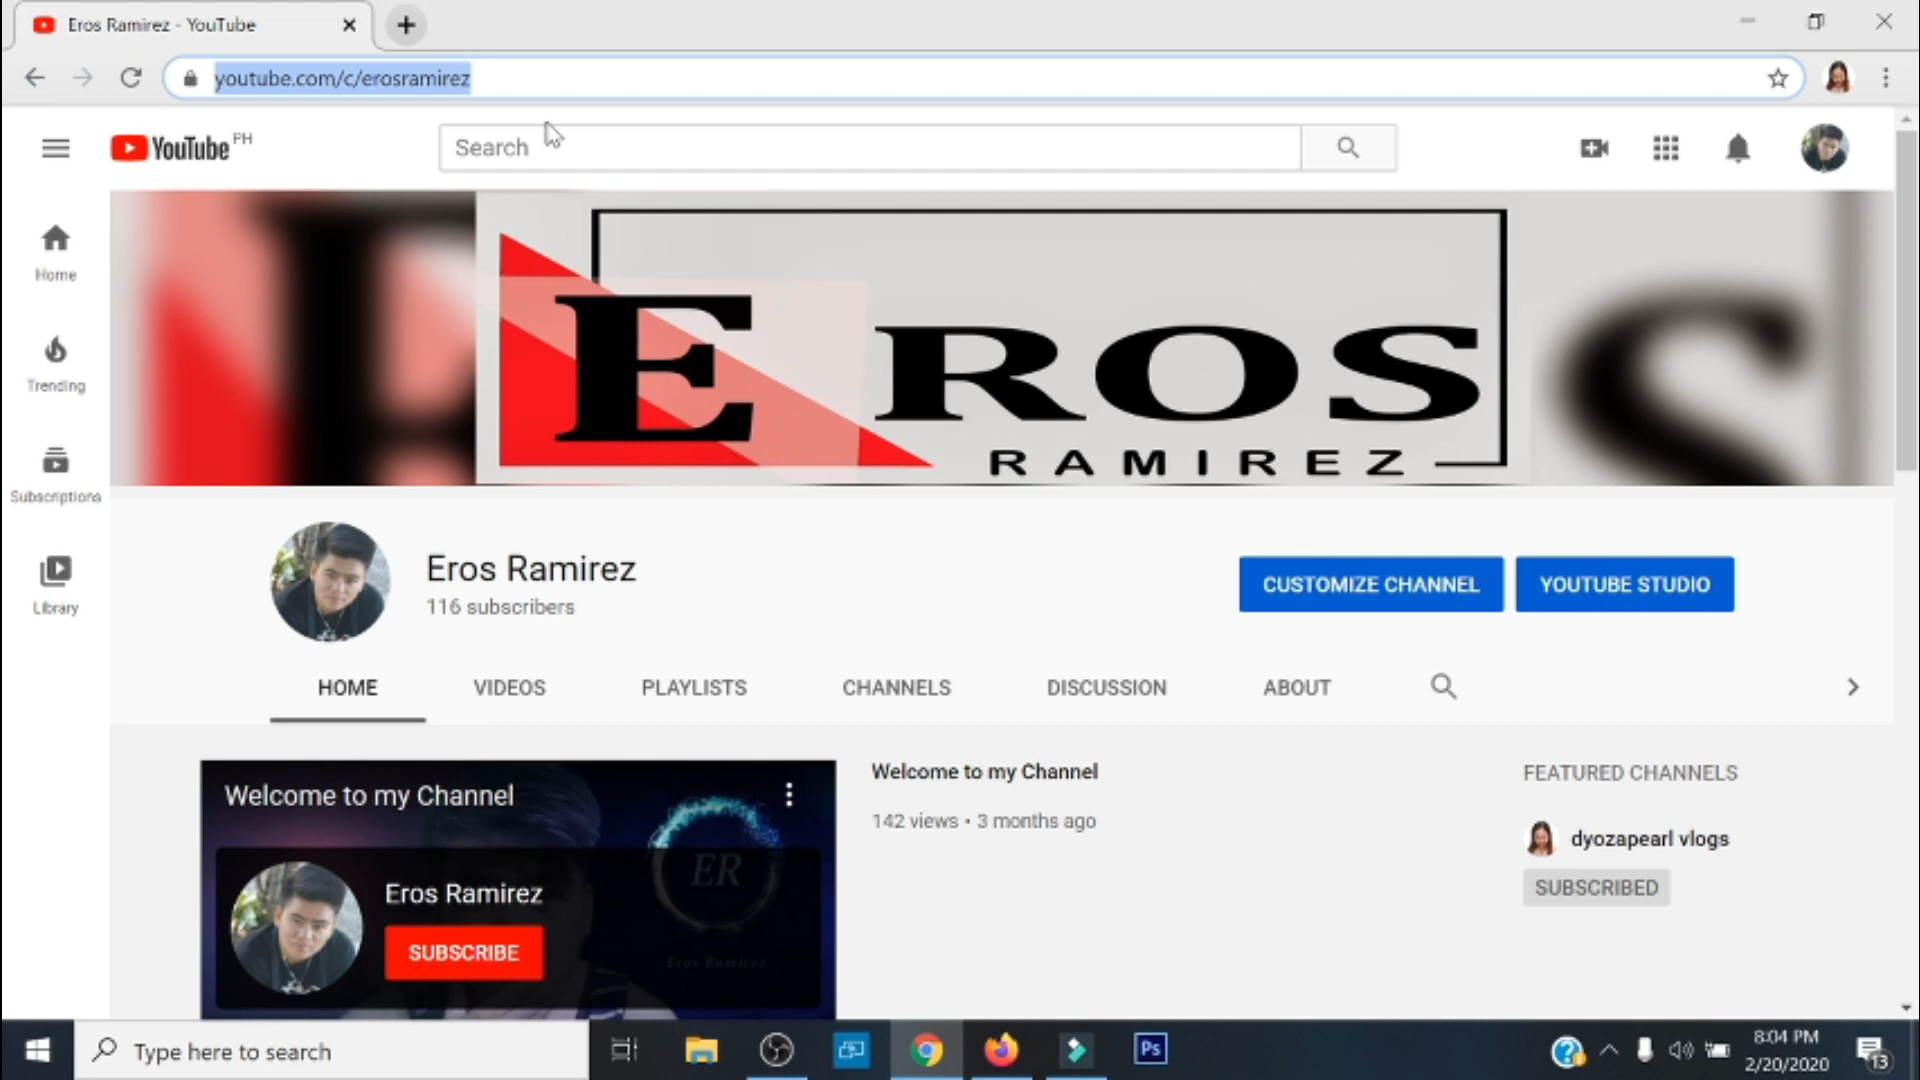 Eros Ramirez - YouTube
youtube.com/c/erosramirez
YouTube PH
Search
Home
Trending
Subscriptions
Library
E ROS
RAMIREZ
Eros Ramirez
116 subscribers
CUSTOMIZE CHANNEL
YOUTUBE STUDIO
HOME
VIDEOS
PLAYLISTS
CHANNELS
DISCUSSION
ABOUT
Welcome to my Channel
ER
Eros Ramirez
Eros Ramirez
SUBSCRIBE
Welcome to my Channel
142 views • 3 months ago
FEATURED CHANNELS
dyozapearl vlogs
SUBSCRIBED
Type here to search
Ps
8:04 PM
2/20/2020
13